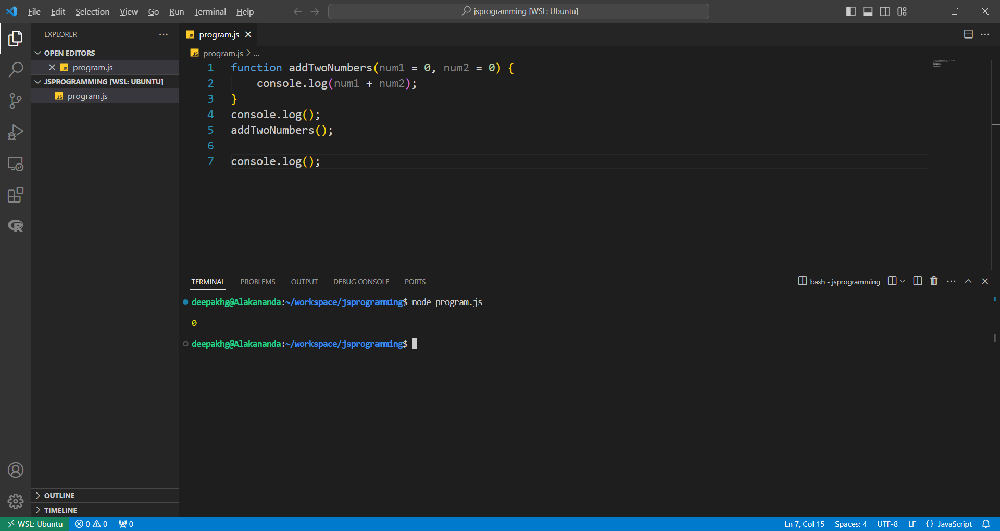 File Edit Selection View Go Run Terminal Help
jsprogramming [WSL: Ubuntu]
EXPLORER
OPEN EDITORS
JS program.js
JSPROGRAMMING [WSL: UBUNTU]
JS program.js
OUTLINE
TIMELINE
JS program.js
JS program.js > ...
1 function addTwoNumbers(num1 = 0, num2 = 0) {
2     console.log(num1 + num2);
3 }
4 console.log();
5 addTwoNumbers();
6
7 console.log();
TERMINAL PROBLEMS OUTPUT DEBUG CONSOLE PORTS
bash - jsprogramming
deepakhg@Alakananda:~/workspace/jsprogramming$ node program.js
0
deepakhg@Alakananda:~/workspace/jsprogramming$
WSL: Ubuntu 0 0 0 Ln 7, Col 15 Spaces: 4 UTF-8 LF {} JavaScript